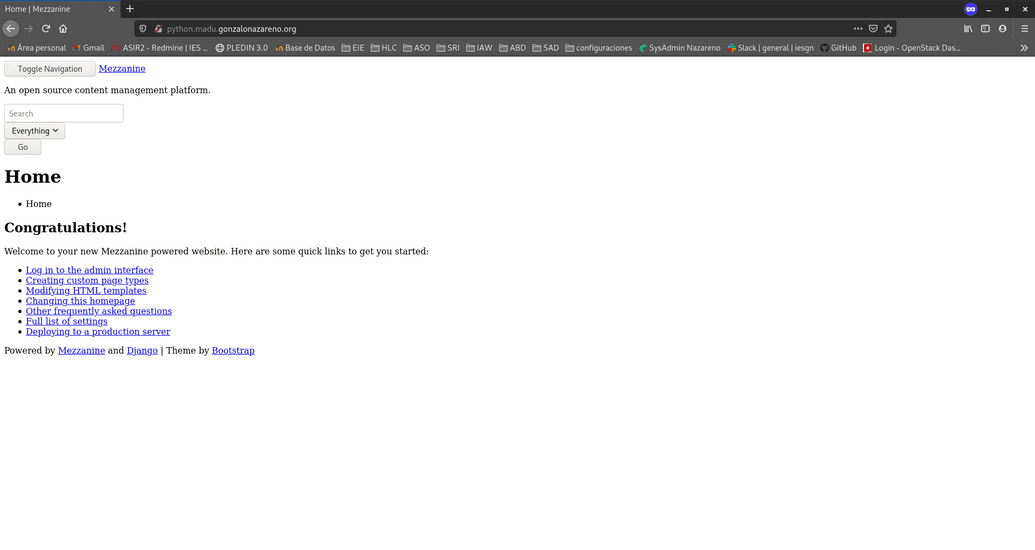 Home | Mezzanine
python.madu.gonzalonazareno.org
Área personal Gmail ASIR2 - Redmine | IES ... PLEDIN 3.0 Base de Datos EIE HLC ASO SRI IAW ABD SAD configuraciones SysAdmin Nazareno Slack | general | iesgn GitHub Login - OpenStack Das...
Toggle Navigation Mezzanine
An open source content management platform.
Search
Everything
Go
Home
Home
Congratulations!
Welcome to your new Mezzanine powered website. Here are some quick links to get you started:
Log in to the admin interface
Creating custom page types
Modifying HTML templates
Changing this homepage
Other frequently asked questions
Full list of settings
Deploying to a production server
Powered by Mezzanine and Django | Theme by Bootstrap